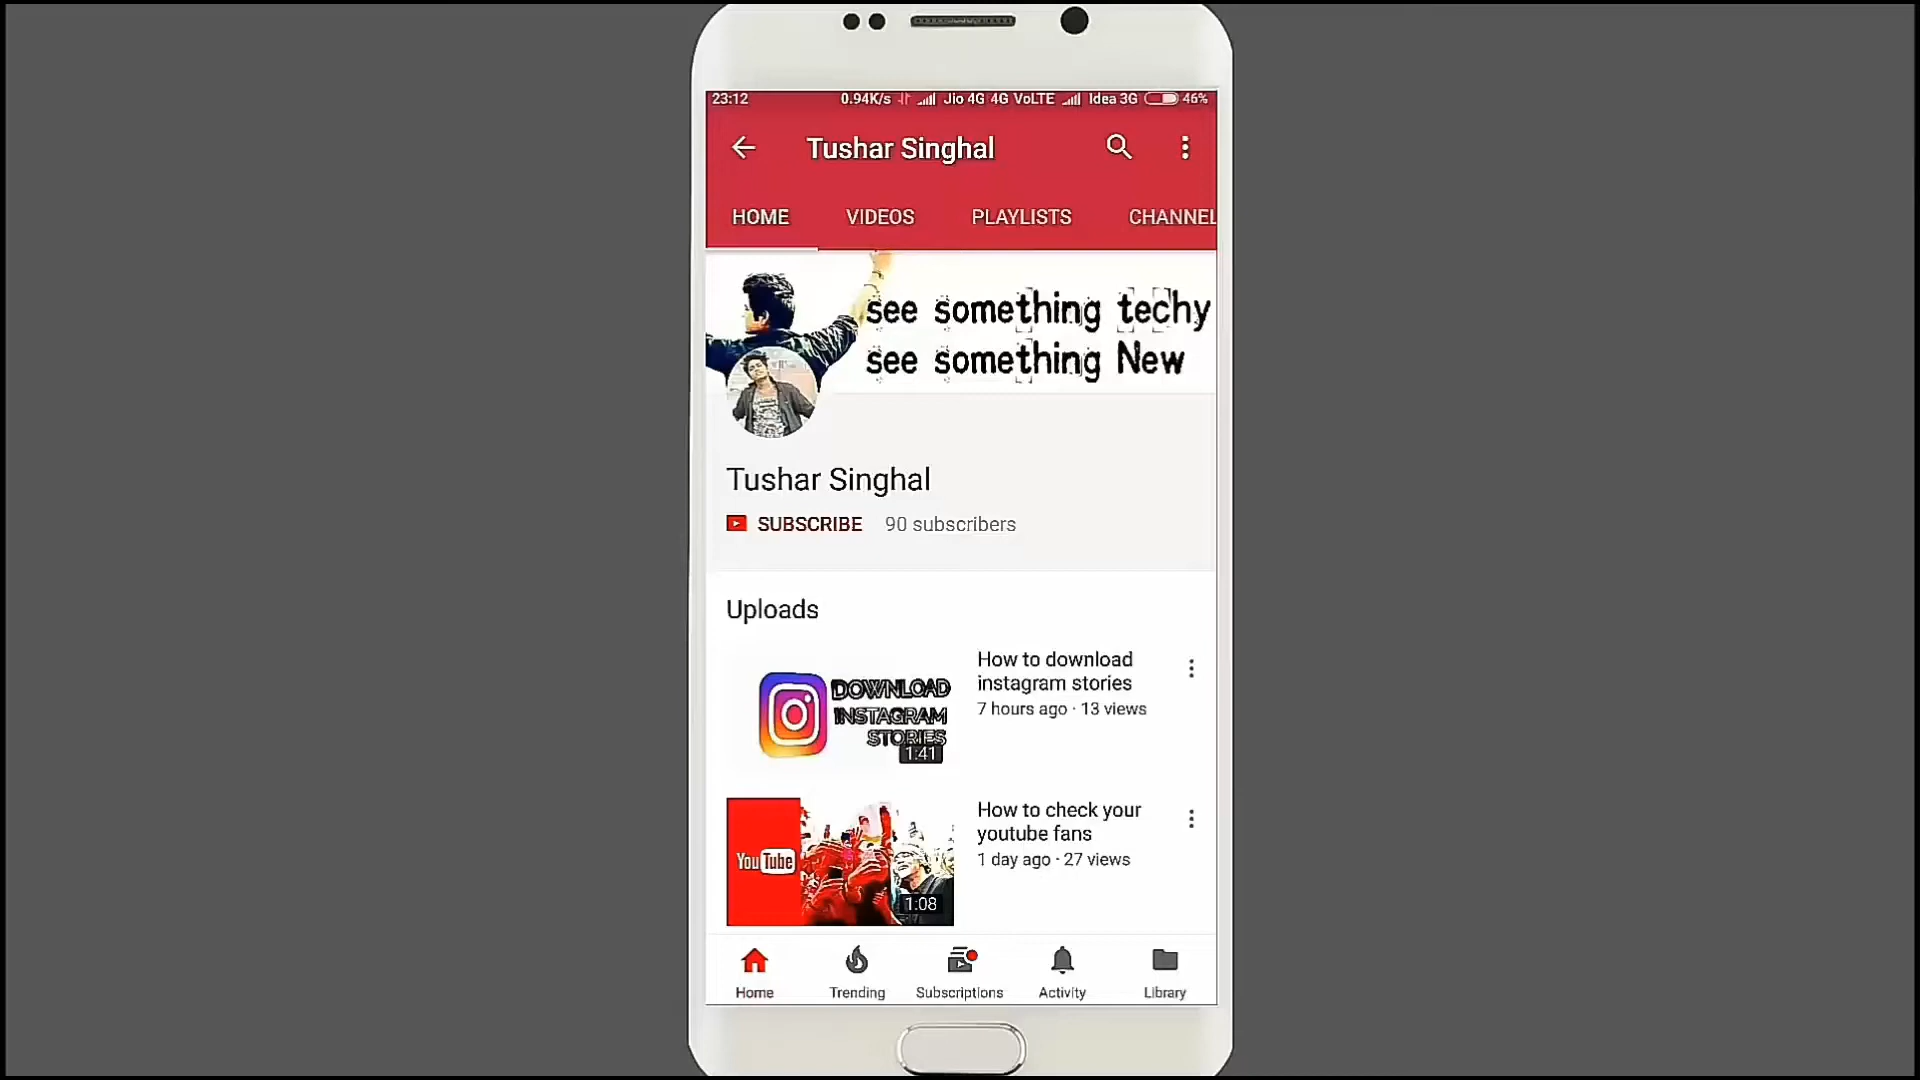 23:12 0.94K/s Jio 4G 4G VoLTE Idea 3G 46%
Tushar Singhal
HOME VIDEOS PLAYLISTS CHANNEL
see something techy
see something New
Tushar Singhal
SUBSCRIBE 90 subscribers
Uploads
DOWNLOAD
INSTAGRAM
STORIES
1:41
How to download
instagram stories
7 hours ago · 13 views
YouTube
1:08
How to check your
youtube fans
1 day ago · 27 views
Home Trending Subscriptions Activity Library